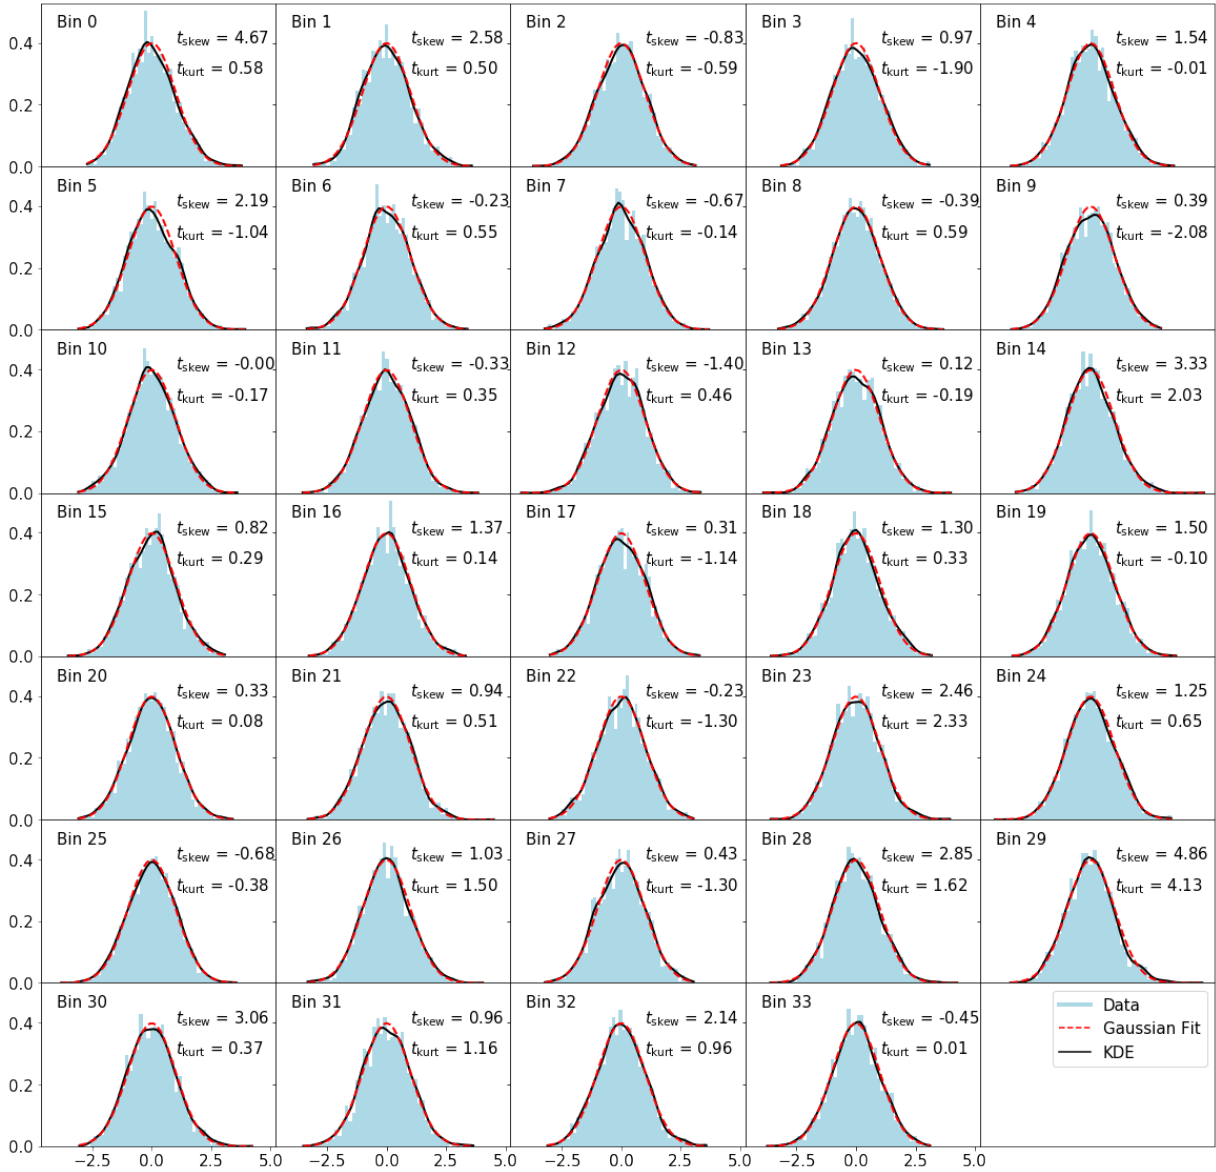 Bin 0
t_skew = 4.67
t_kurt = 0.58
Bin 1
t_skew = 2.58
t_kurt = 0.50
Bin 2
t_skew = -0.83
t_kurt = -0.59
Bin 3
t_skew = 0.97
t_kurt = -1.90
Bin 4
t_skew = 1.54
t_kurt = -0.01
0.4
0.2
0.0
Bin 5
t_skew = 2.19
t_kurt = -1.04
Bin 6
t_skew = -0.23
t_kurt = 0.55
Bin 7
t_skew = -0.67
t_kurt = -0.14
Bin 8
t_skew = -0.39
t_kurt = 0.59
Bin 9
t_skew = 0.39
t_kurt = -2.08
0.4
0.2
0.0
Bin 10
t_skew = -0.00
t_kurt = -0.17
Bin 11
t_skew = -0.33
t_kurt = 0.35
Bin 12
t_skew = -1.40
t_kurt = 0.46
Bin 13
t_skew = 0.12
t_kurt = -0.19
Bin 14
t_skew = 3.33
t_kurt = 2.03
0.4
0.2
0.0
Bin 15
t_skew = 0.82
t_kurt = 0.29
Bin 16
t_skew = 1.37
t_kurt = 0.14
Bin 17
t_skew = 0.31
t_kurt = -1.14
Bin 18
t_skew = 1.30
t_kurt = 0.33
Bin 19
t_skew = 1.50
t_kurt = -0.10
0.4
0.2
0.0
Bin 20
t_skew = 0.33
t_kurt = 0.08
Bin 21
t_skew = 0.94
t_kurt = 0.51
Bin 22
t_skew = -0.23
t_kurt = -1.30
Bin 23
t_skew = 2.46
t_kurt = 2.33
Bin 24
t_skew = 1.25
t_kurt = 0.65
0.4
0.2
0.0
Bin 25
t_skew = -0.68
t_kurt = -0.38
Bin 26
t_skew = 1.03
t_kurt = 1.50
Bin 27
t_skew = 0.43
t_kurt = -1.30
Bin 28
t_skew = 2.85
t_kurt = 1.62
Bin 29
t_skew = 4.86
t_kurt = 4.13
0.4
0.2
0.0
Bin 30
t_skew = 3.06
t_kurt = 0.37
Bin 31
t_skew = 0.96
t_kurt = 1.16
Bin 32
t_skew = 2.14
t_kurt = 0.96
Bin 33
t_skew = -0.45
t_kurt = 0.01
Data
Gaussian Fit
KDE
0.4
0.2
0.0
−2.5 0.0 2.5 5.0 −2.5 0.0 2.5 5.0 −2.5 0.0 2.5 5.0 −2.5 0.0 2.5 5.0